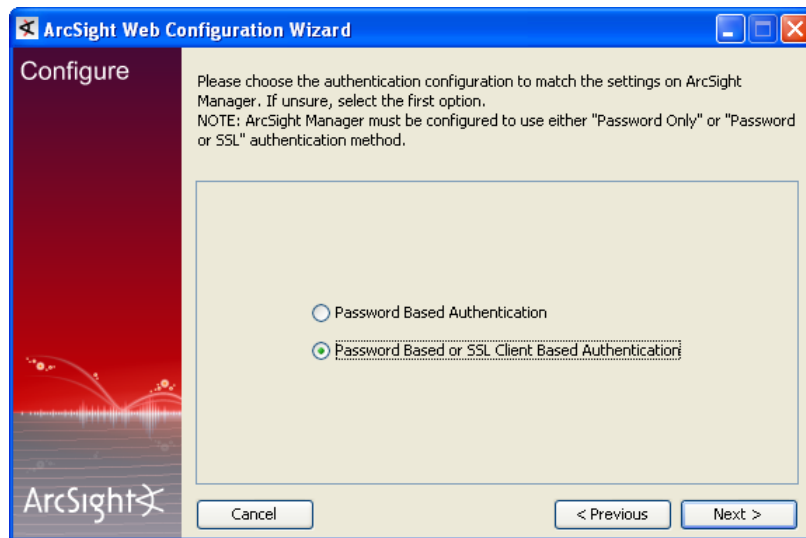 ArcSight Web Configuration Wizard
Configure
Please choose the authentication configuration to match the settings on ArcSight
Manager. If unsure, select the first option.
NOTE: ArcSight Manager must be configured to use either "Password Only" or "Password
or SSL" authentication method.
Password Based Authentication
Password Based or SSL Client Based Authentication
ArcSight
Cancel
< Previous
Next >